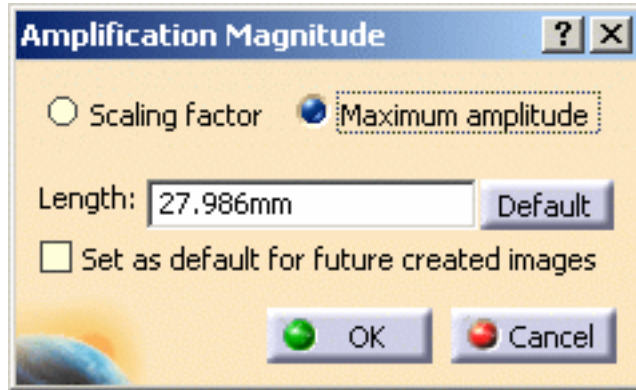 Amplification Magnitude ? X
Scaling factor Maximum amplitude
Length: 27.986mm Default
Set as default for future created images
OK Cancel